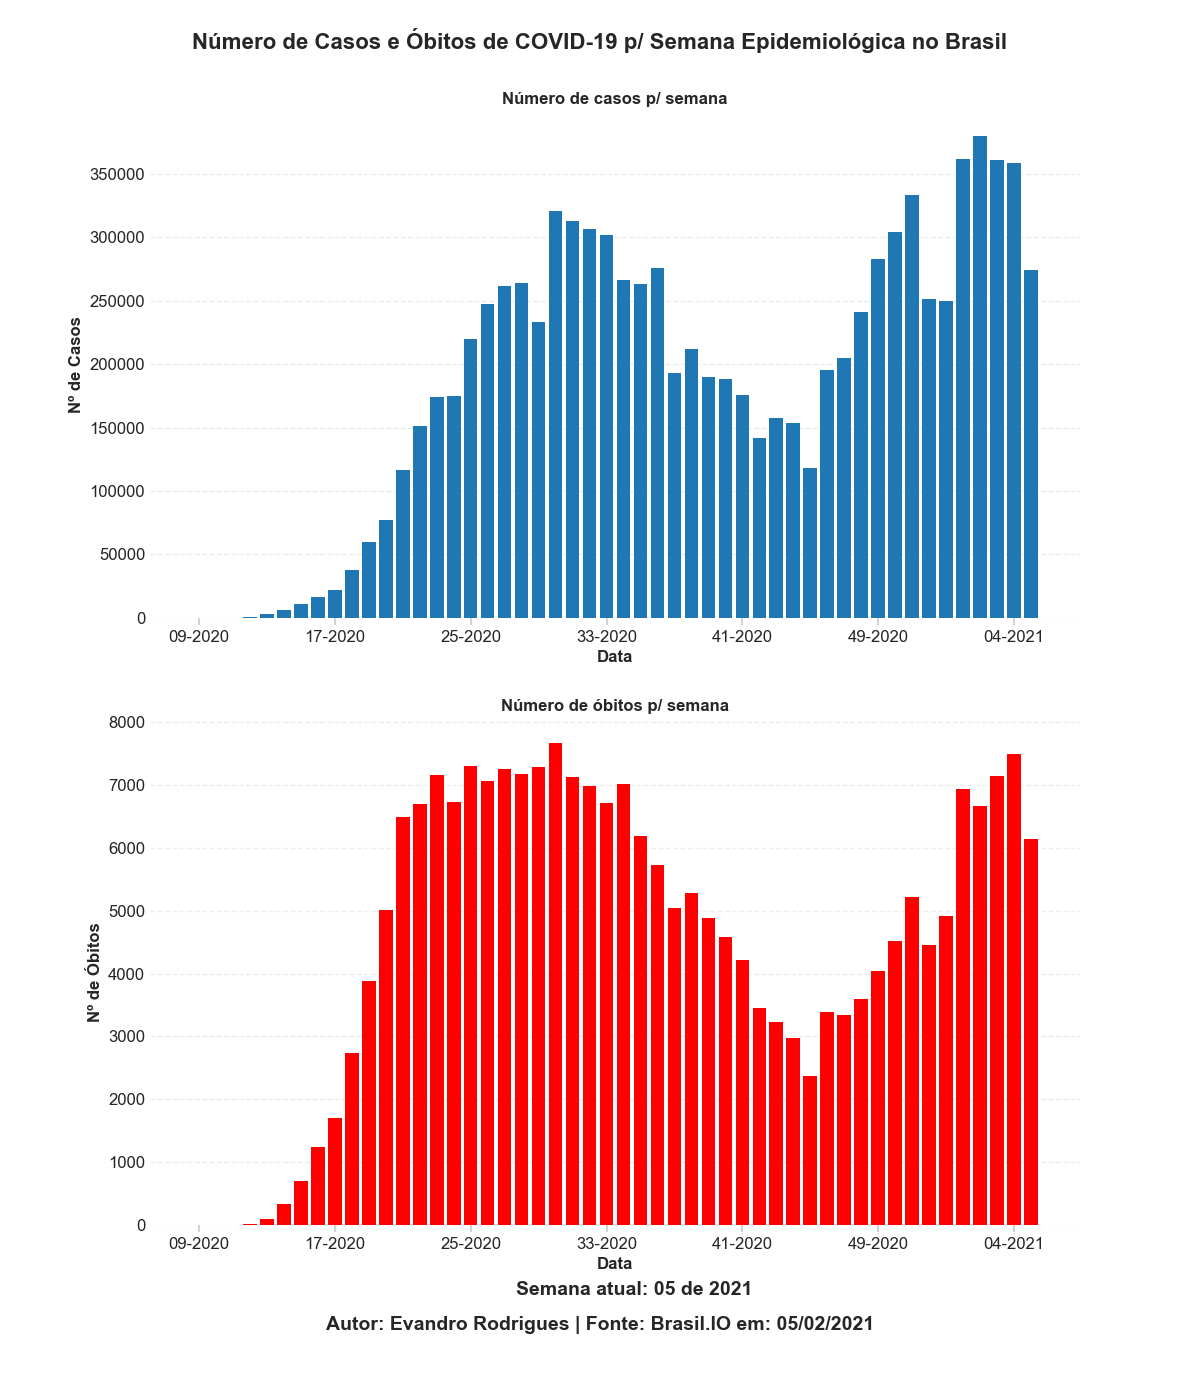 Número de Casos e Óbitos de COVID-19 p/ Semana Epidemiológica no Brasil
Número de casos p/ semana
350000
300000
250000
200000
150000
100000
50000
0
Nº de Casos
09-2020 17-2020 25-2020 33-2020 41-2020 49-2020 04-2021
Data
Número de óbitos p/ semana
8000
7000
6000
5000
4000
3000
2000
1000
0
Nº de Óbitos
09-2020 17-2020 25-2020 33-2020 41-2020 49-2020 04-2021
Data
Semana atual: 05 de 2021
Autor: Evandro Rodrigues | Fonte: Brasil.IO em: 05/02/2021